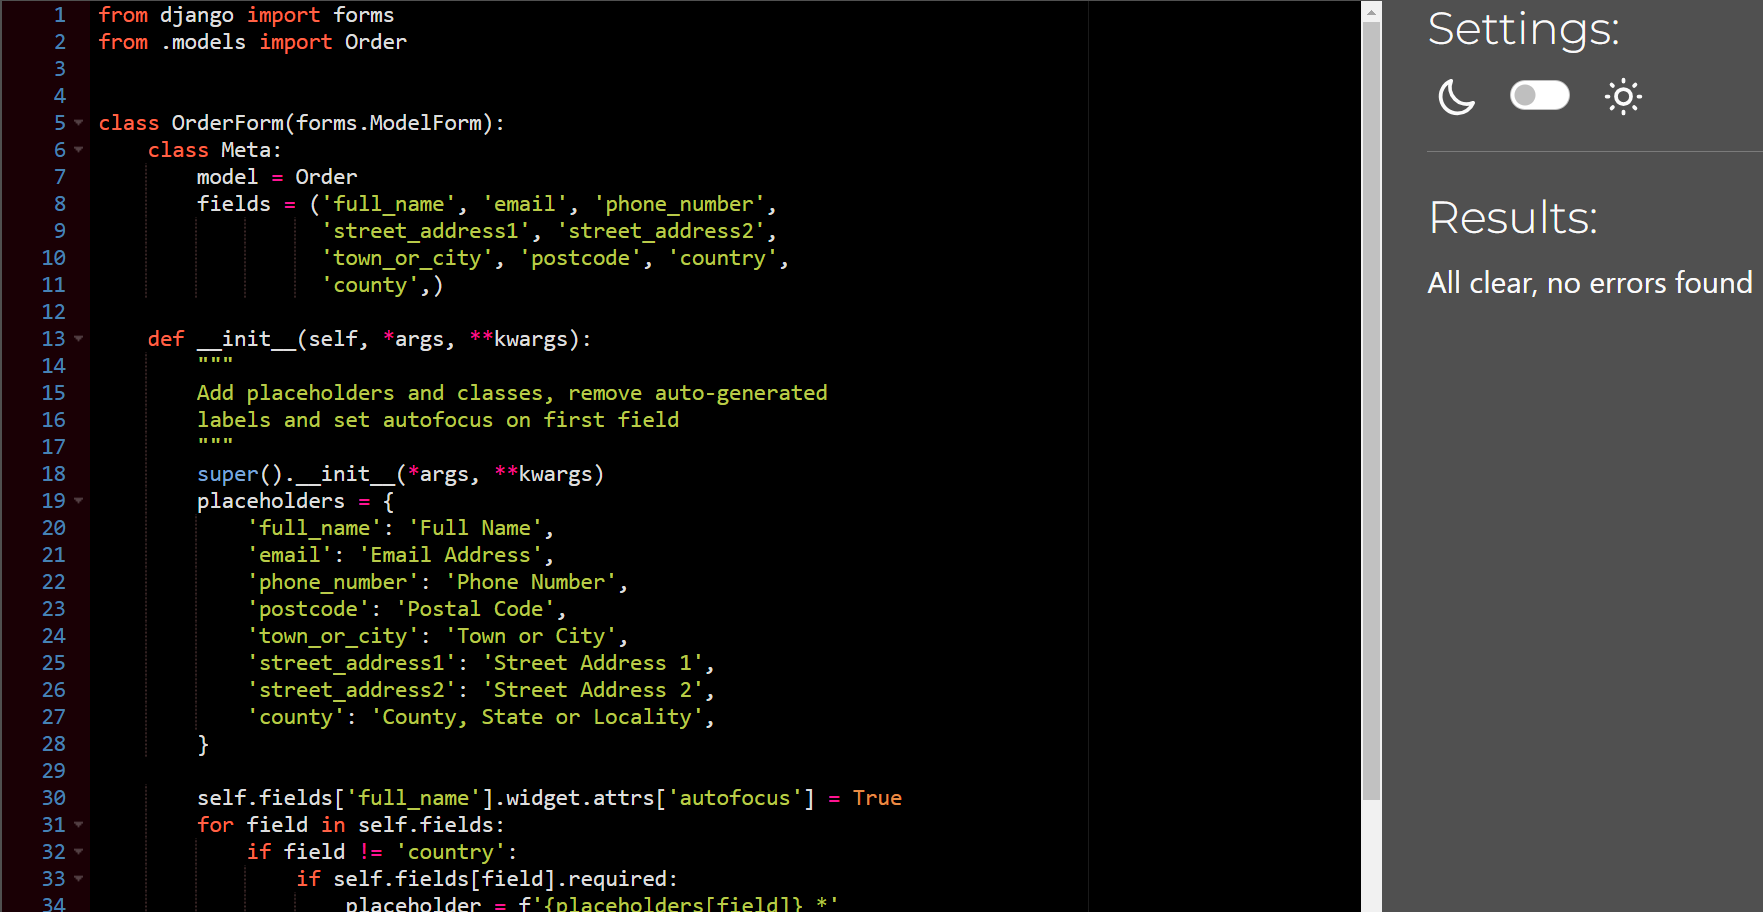 1 from django import forms
2 from .models import Order
3
4
5 class OrderForm(forms.ModelForm):
6     class Meta:
7         model = Order
8         fields = ('full_name', 'email', 'phone_number',
9                   'street_address1', 'street_address2',
10                   'town_or_city', 'postcode', 'country',
11                   'county',)
12
13     def __init__(self, *args, **kwargs):
14         """
15         Add placeholders and classes, remove auto-generated
16         labels and set autofocus on first field
17         """
18         super().__init__(*args, **kwargs)
19         placeholders = {
20             'full_name': 'Full Name',
21             'email': 'Email Address',
22             'phone_number': 'Phone Number',
23             'postcode': 'Postal Code',
24             'town_or_city': 'Town or City',
25             'street_address1': 'Street Address 1',
26             'street_address2': 'Street Address 2',
27             'county': 'County, State or Locality',
28         }
29
30         self.fields['full_name'].widget.attrs['autofocus'] = True
31         for field in self.fields:
32             if field != 'country':
33                 if self.fields[field].required:
34                     placeholder = f'{placeholders[field]} *'
Settings:
Results:
All clear, no errors found